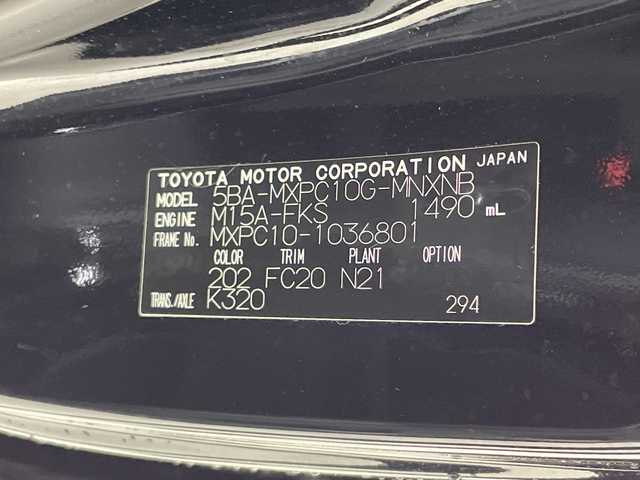 TOYOTA MOTOR CORPORATION JAPAN
MODEL 5BA-MXPC10G-MNXNB
ENGINE M15A-FKS 1490 mL
FRAME No. MXPC10-1036801
COLOR TRIM PLANT OPTION
202 FC20 N21
TRANS./AXLE K320 294